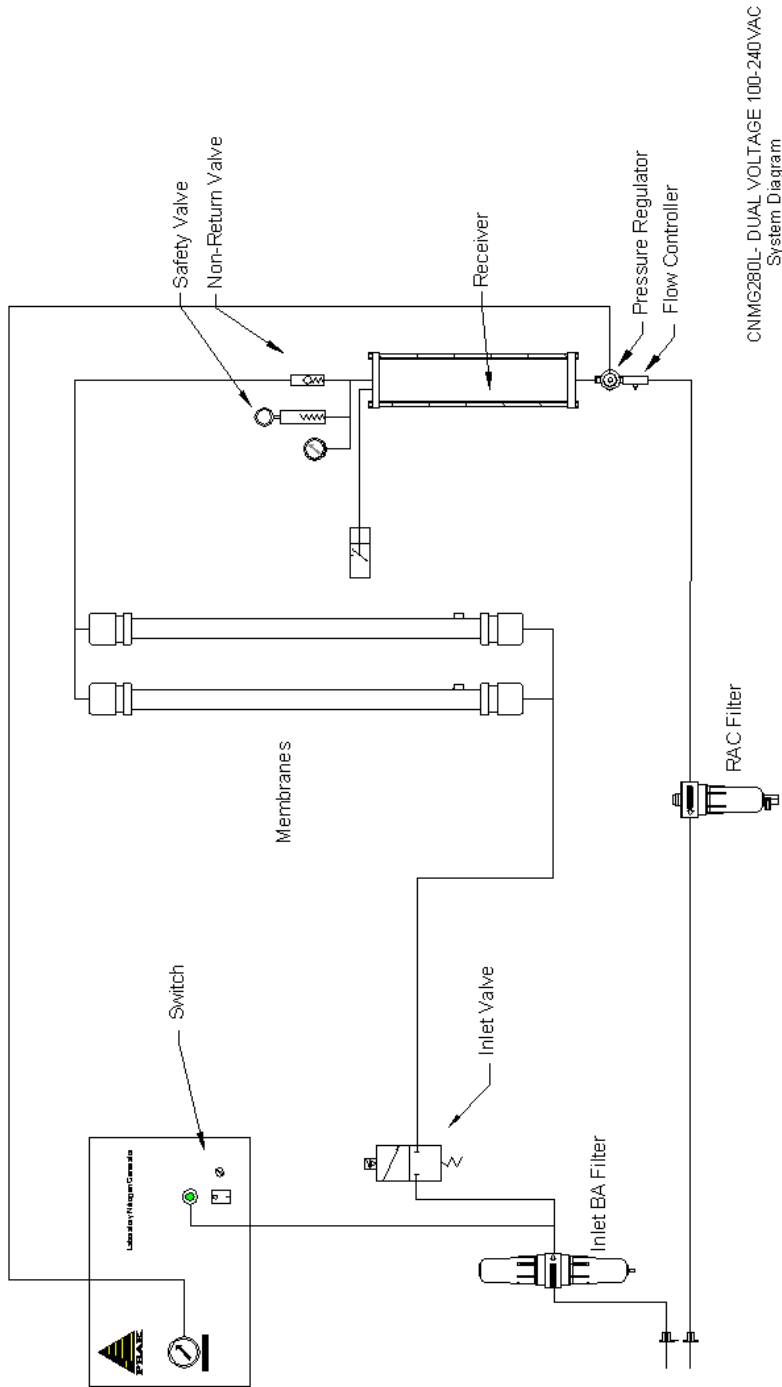 Safety Valve
Non-Return Valve
Receiver
Pressure Regulator
Flow Controller
Membranes
RAC Filter
Switch
Inlet Valve
Inlet BA Filter
PEAK
CNMG280L- DUAL VOLTAGE 100-240VAC
System Diagram